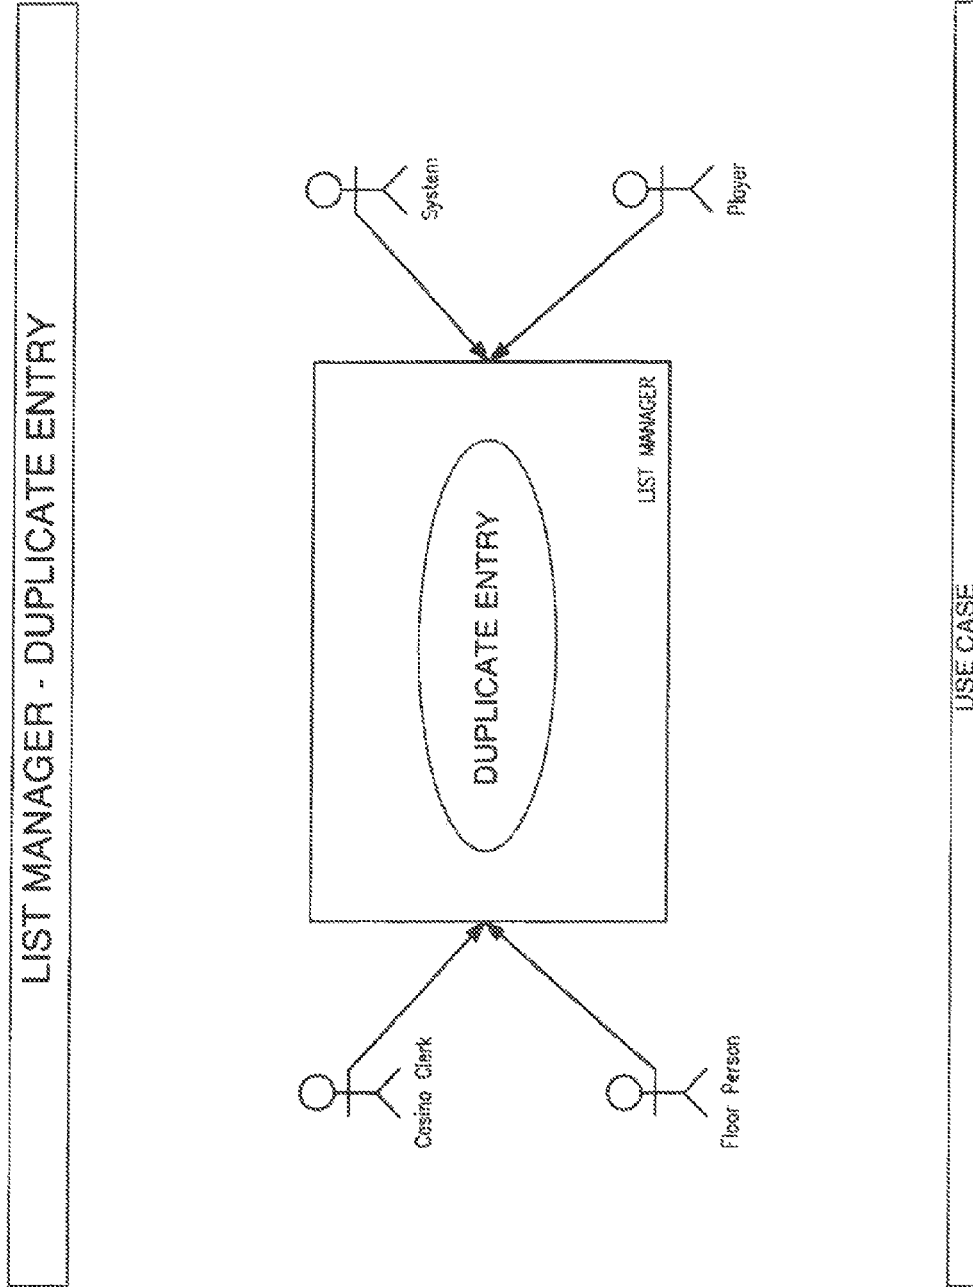 LIST MANAGER - DUPLICATE ENTRY
Casino Clerk
System
DUPLICATE ENTRY
LIST MANAGER
Floor Person
Player
USE CASE